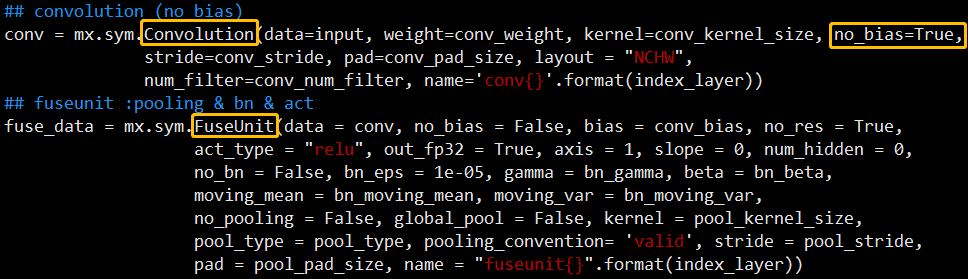 ## convolution (no bias)
conv = mx.sym.Convolution(data=input, weight=conv_weight, kernel=conv_kernel_size, no_bias=True,
stride=conv_stride, pad=conv_pad_size, layout = "NCHW",
num_filter=conv_num_filter, name='conv{}'.format(index_layer))
## fuseunit :pooling & bn & act
fuse_data = mx.sym.FuseUnit(data = conv, no_bias = False, bias = conv_bias, no_res = True,
act_type = "relu", out_fp32 = True, axis = 1, slope = 0, num_hidden = 0,
no_bn = False, bn_eps = 1e-05, gamma = bn_gamma, beta = bn_beta,
moving_mean = bn_moving_mean, moving_var = bn_moving_var,
no_pooling = False, global_pool = False, kernel = pool_kernel_size,
pool_type = pool_type, pooling_convention= 'valid', stride = pool_stride,
pad = pool_pad_size, name = "fuseunit{}".format(index_layer))